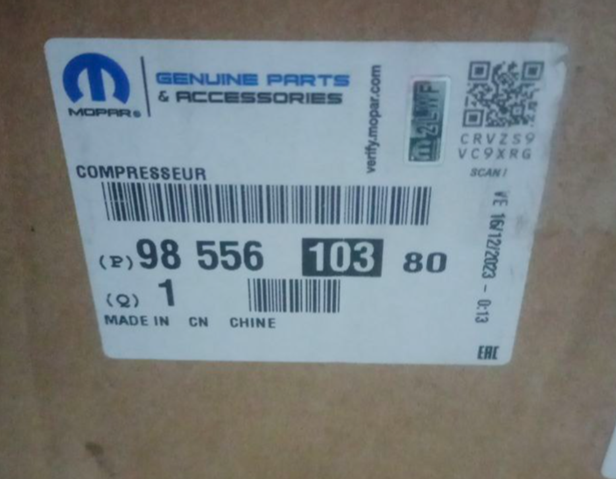 MOPAR®
GENUINE PARTS
& ACCESSORIES
verify.mopar.com
CRVZS9
VC9XRG
SCAN!
COMPRESSEUR
(P) 98 556 103 80
(Q) 1
MADE IN CN CHINE
VE 16/12/2023 - 0:13
EAC